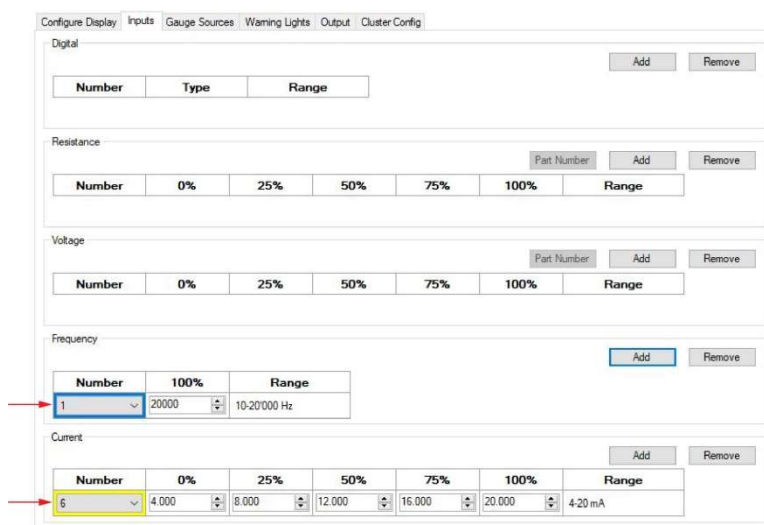 Configure Display Inputs Gauge Sources Warning Lights Output Cluster Config
Digital
Add Remove
Number Type Range
Resistance
Part Number Add Remove
Number 0% 25% 50% 75% 100% Range
Voltage
Part Number Add Remove
Number 0% 25% 50% 75% 100% Range
Frequency
Add Remove
Number 100% Range
1 20000 10-20'000 Hz
Current
Add Remove
Number 0% 25% 50% 75% 100% Range
6 4.000 8.000 12.000 16.000 20.000 4-20 mA